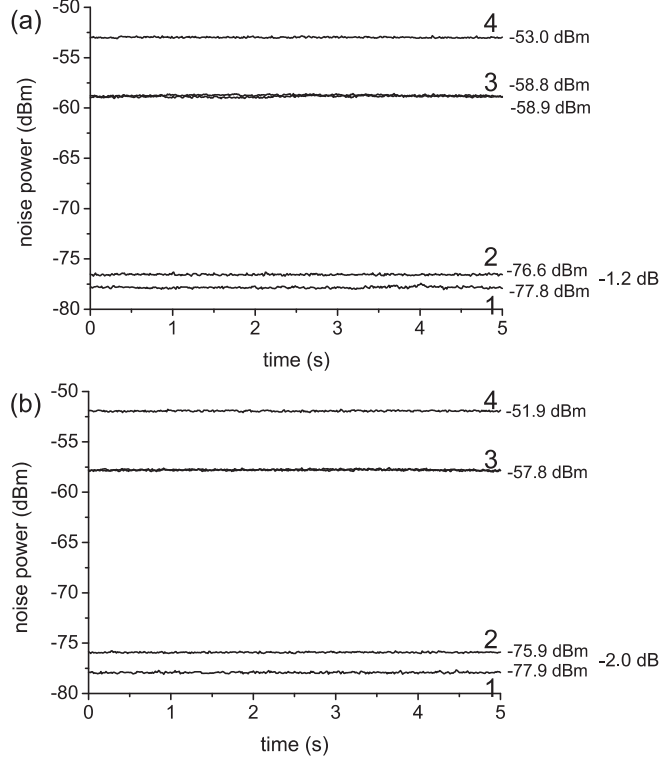 (a)
-50
-55
-60
-65
-70
-75
-80
noise power (dBm)
4 -53.0 dBm
3 -58.8 dBm
-58.9 dBm
2 -76.6 dBm -1.2 dB
1 -77.8 dBm
0 1 2 3 4 5
time (s)
(b)
-50
-55
-60
-65
-70
-75
-80
noise power (dBm)
4 -51.9 dBm
3 -57.8 dBm
2 -75.9 dBm -2.0 dB
1 -77.9 dBm
0 1 2 3 4 5
time (s)